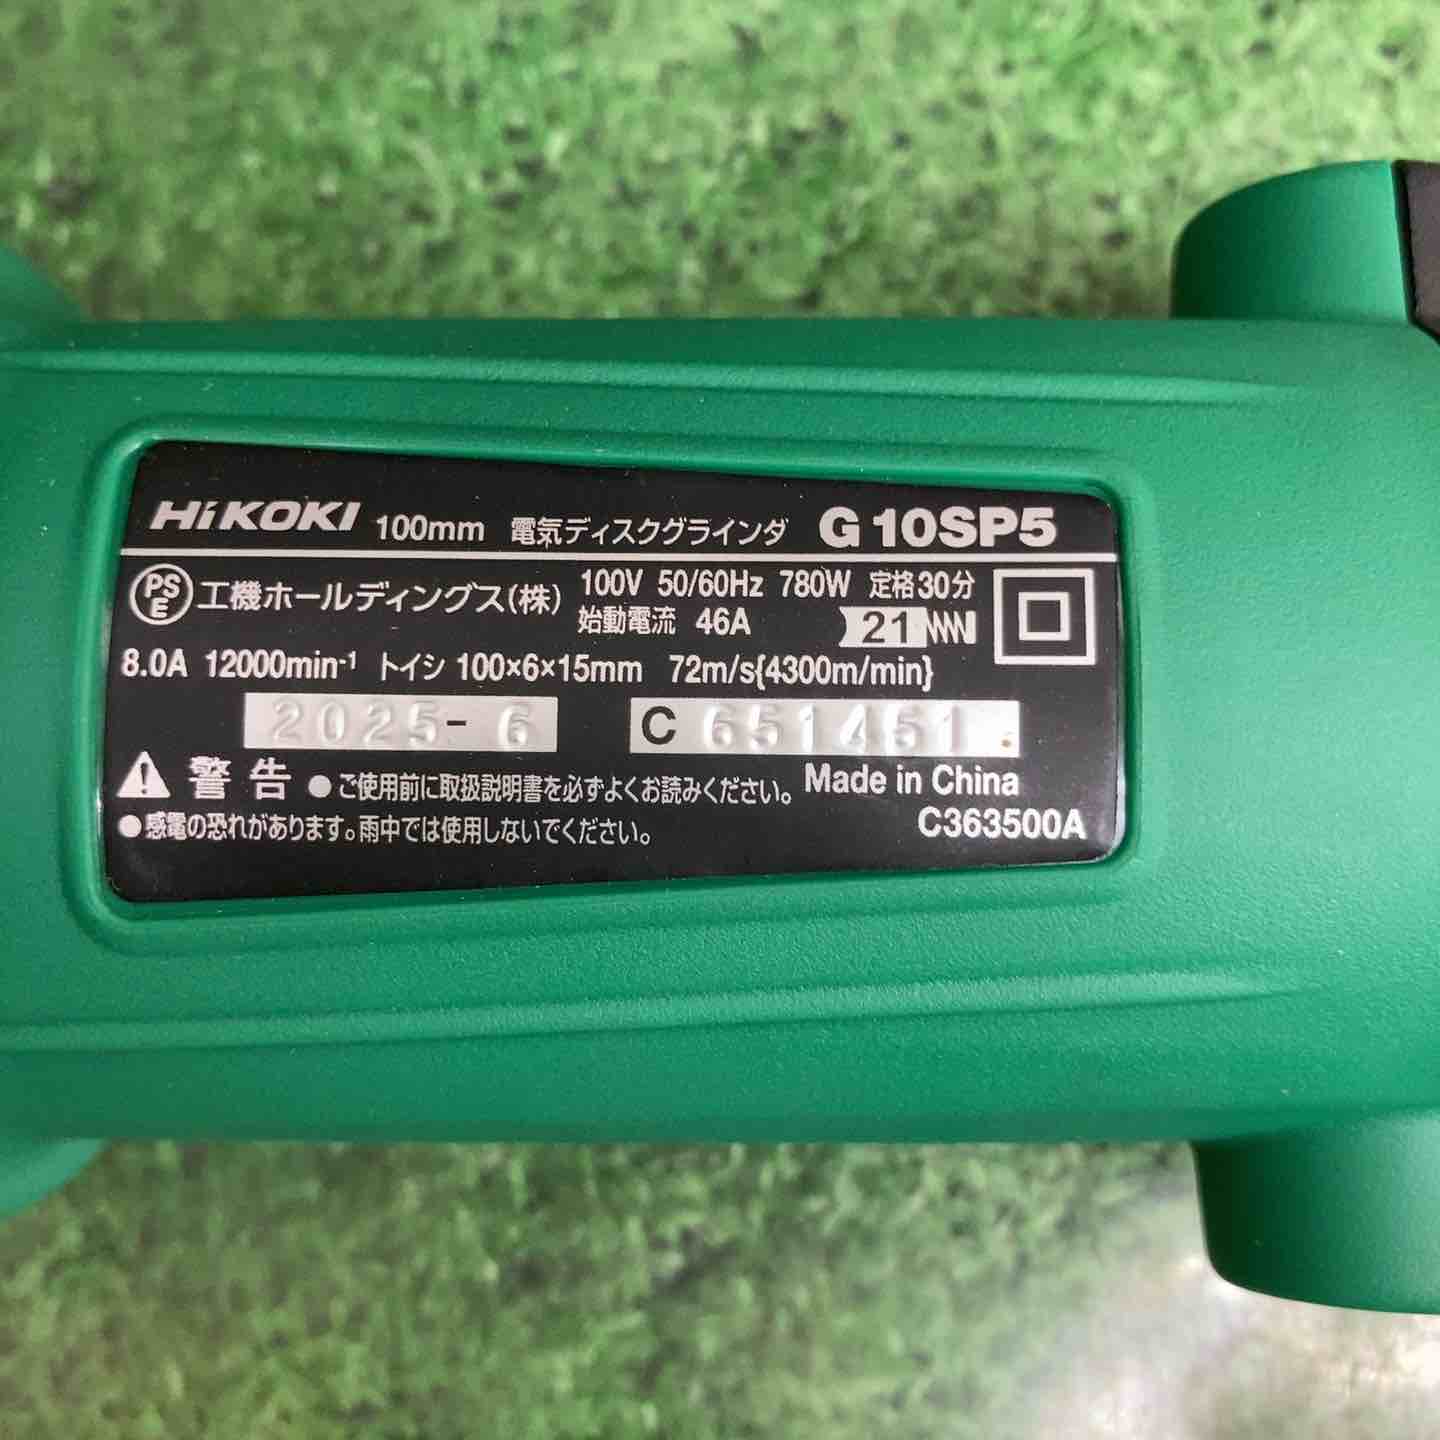 HiKOKI 100mm 電気ディスクグラインダ G 10SP5
PSE 工機ホールディングス(株) 100V 50/60Hz 780W 定格30分
始動電流 46A 21
8.0A 12000min⁻¹ トイシ 100×6×15mm 72m/s{4300m/min}
2025-6 C 651451
警告 ●ご使用前に取扱説明書を必ずよくお読みください。 Made in China
●感電の恐れがあります。雨中では使用しないでください。 C363500A